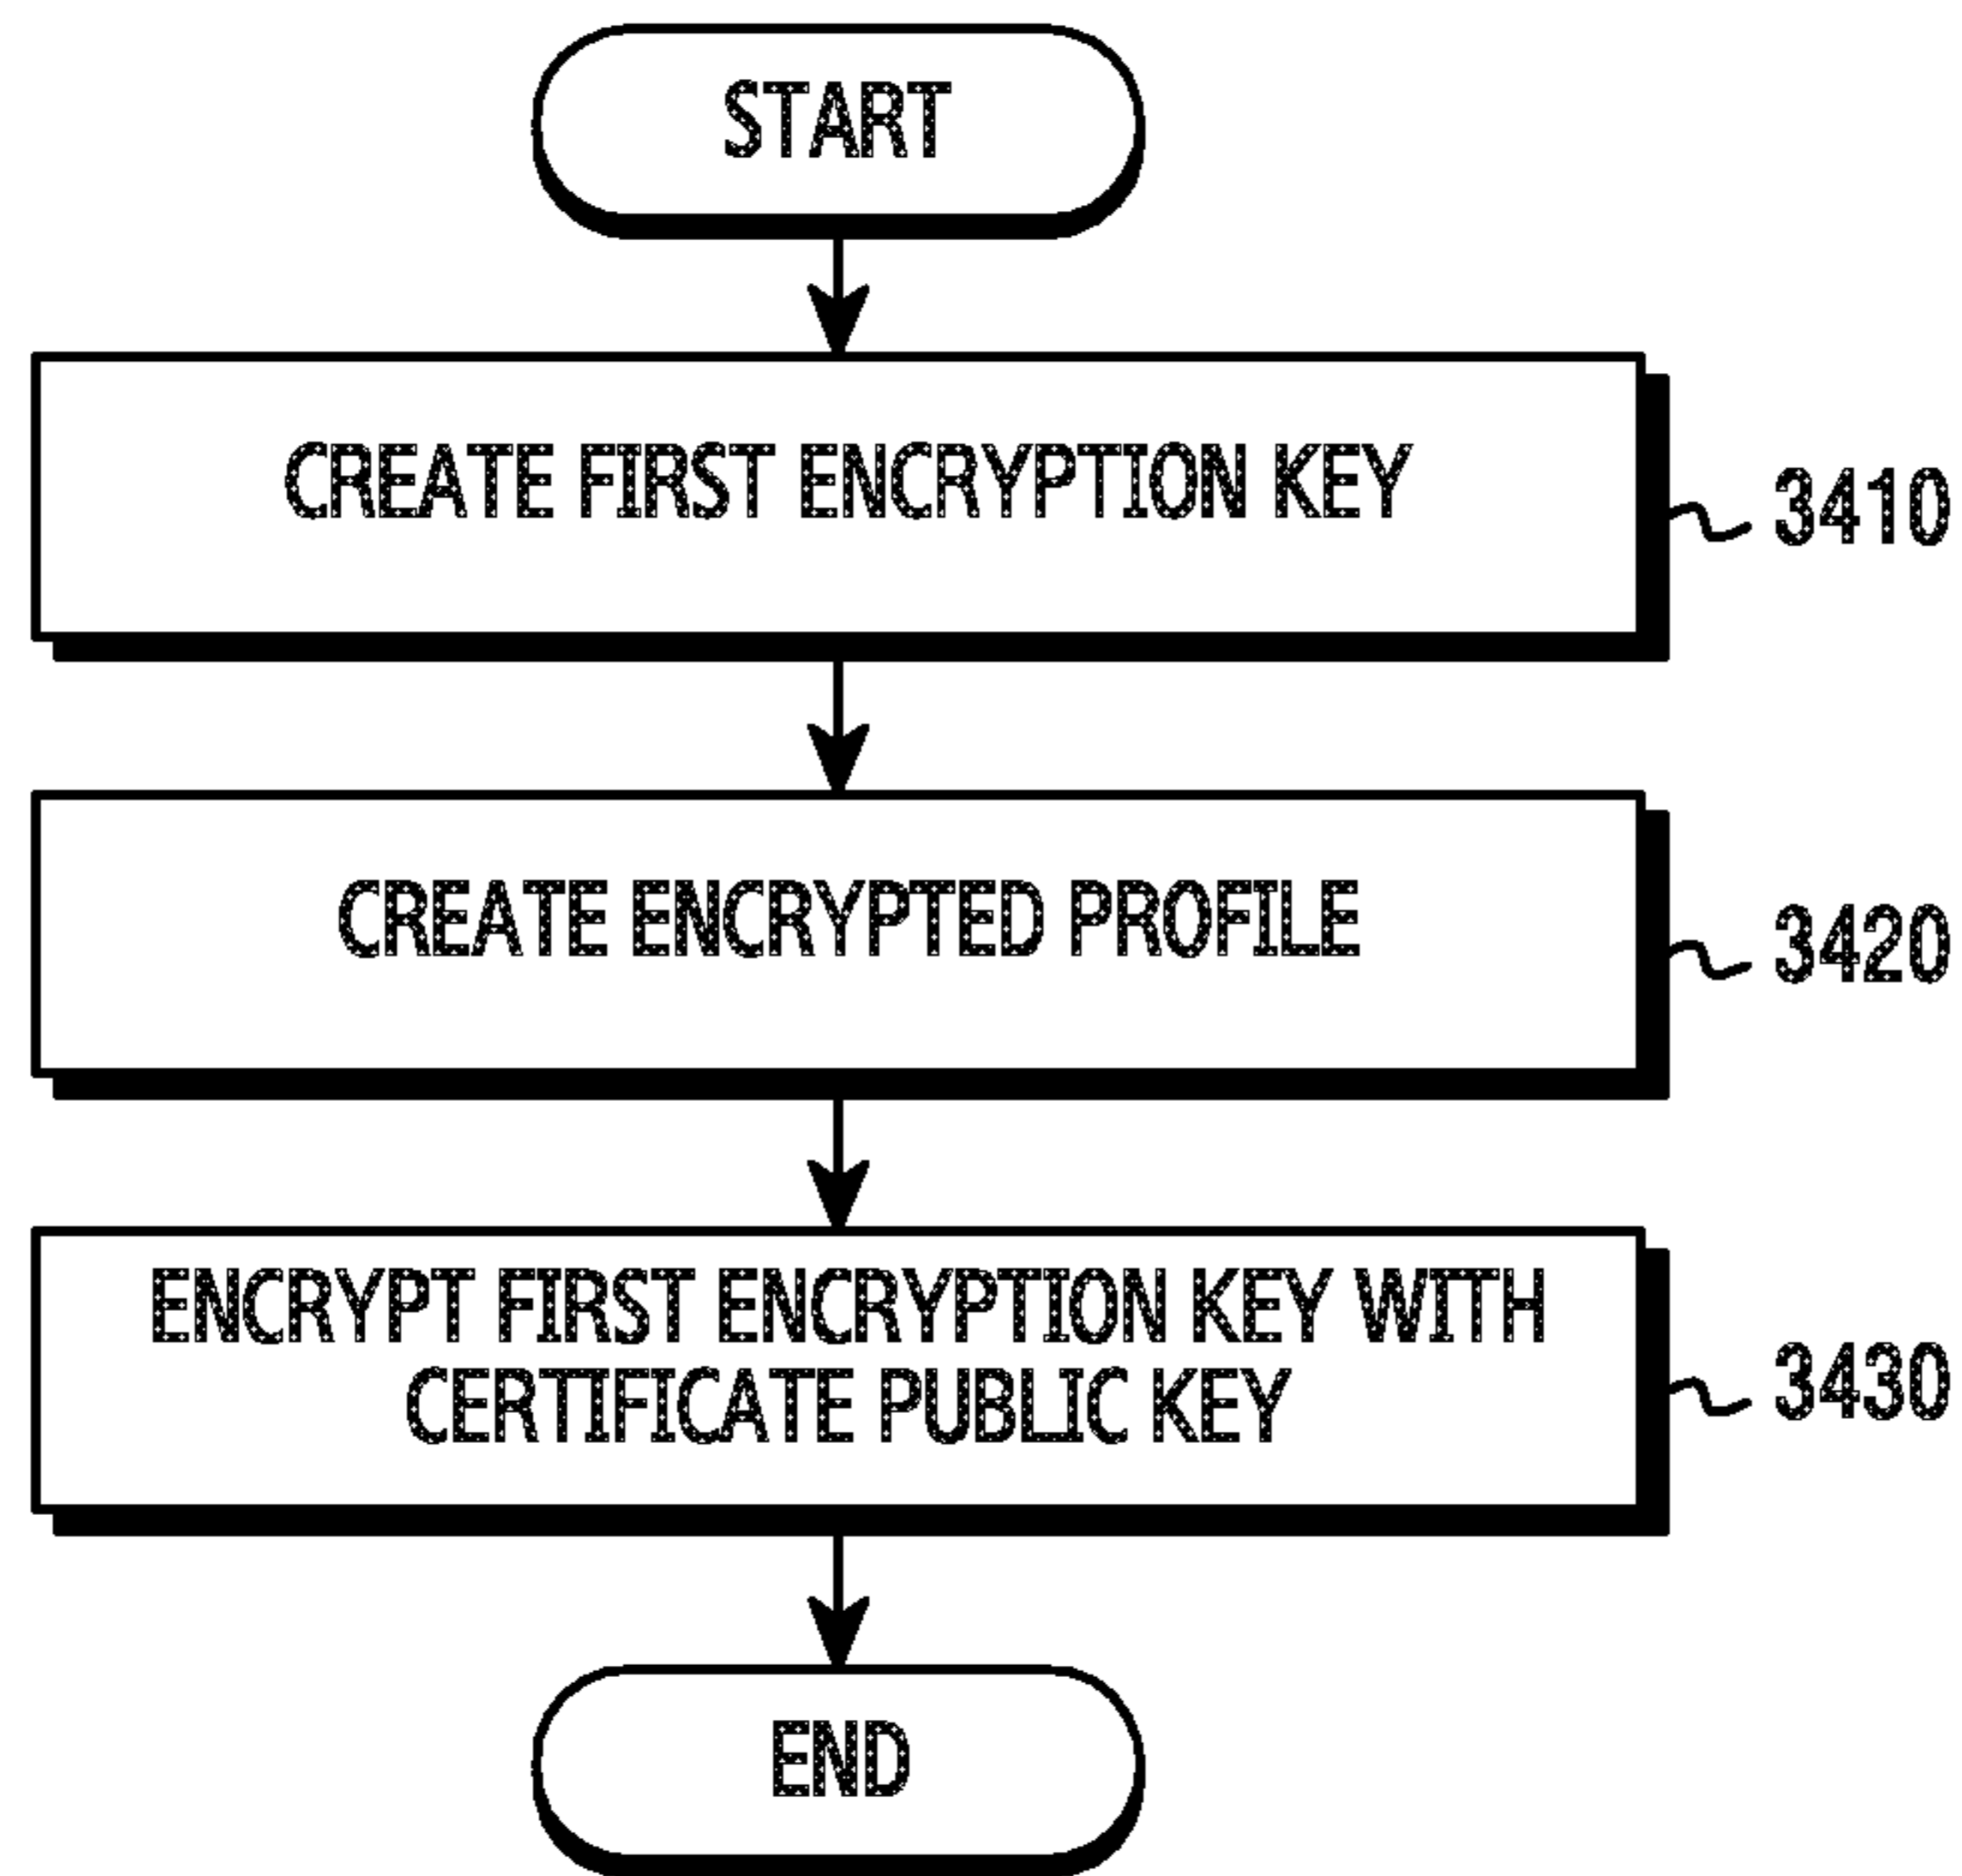 START
CREATE FIRST ENCRYPTION KEY
3410
CREATE ENCRYPTED PROFILE
3420
ENCRYPT FIRST ENCRYPTION KEY WITH
CERTIFICATE PUBLIC KEY
3430
END